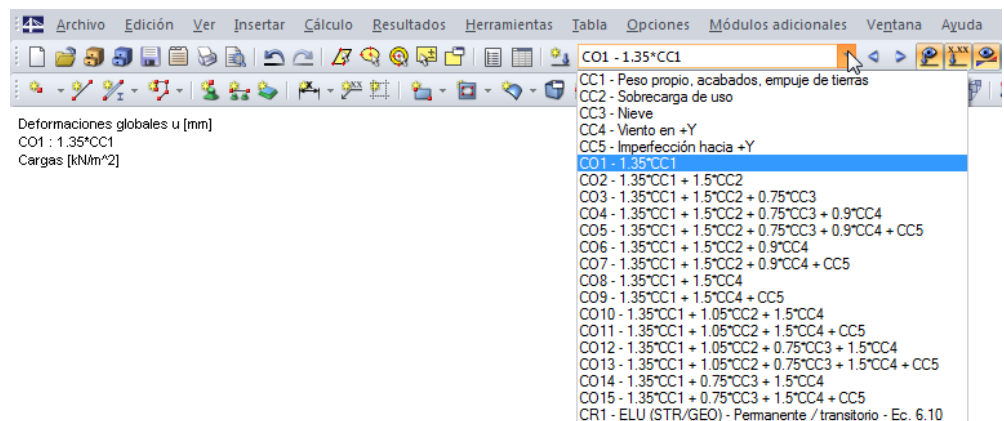 Archivo Edición Ver Insertar Cálculo Resultados Herramientas Tabla Opciones Módulos adicionales Ventana Ayuda
CO1 - 1.35*CC1
x.xx
xx
Deformaciones globales u [mm]
CO1 : 1.35*CC1
Cargas [kN/m^2]
CC1 - Peso propio, acabados, empuje de tierras
CC2 - Sobrecarga de uso
CC3 - Nieve
CC4 - Viento en +Y
CC5 - Imperfección hacia +Y
CO1 - 1.35*CC1
CO2 - 1.35*CC1 + 1.5*CC2
CO3 - 1.35*CC1 + 1.5*CC2 + 0.75*CC3
CO4 - 1.35*CC1 + 1.5*CC2 + 0.75*CC3 + 0.9*CC4
CO5 - 1.35*CC1 + 1.5*CC2 + 0.75*CC3 + 0.9*CC4 + CC5
CO6 - 1.35*CC1 + 1.5*CC2 + 0.9*CC4
CO7 - 1.35*CC1 + 1.5*CC2 + 0.9*CC4 + CC5
CO8 - 1.35*CC1 + 1.5*CC4
CO9 - 1.35*CC1 + 1.5*CC4 + CC5
CO10 - 1.35*CC1 + 1.05*CC2 + 1.5*CC4
CO11 - 1.35*CC1 + 1.05*CC2 + 1.5*CC4 + CC5
CO12 - 1.35*CC1 + 1.05*CC2 + 0.75*CC3 + 1.5*CC4
CO13 - 1.35*CC1 + 1.05*CC2 + 0.75*CC3 + 1.5*CC4 + CC5
CO14 - 1.35*CC1 + 0.75*CC3 + 1.5*CC4
CO15 - 1.35*CC1 + 0.75*CC3 + 1.5*CC4 + CC5
CR1 - ELU (STR/GEO) - Permanente / transitorio - Ec. 6.10